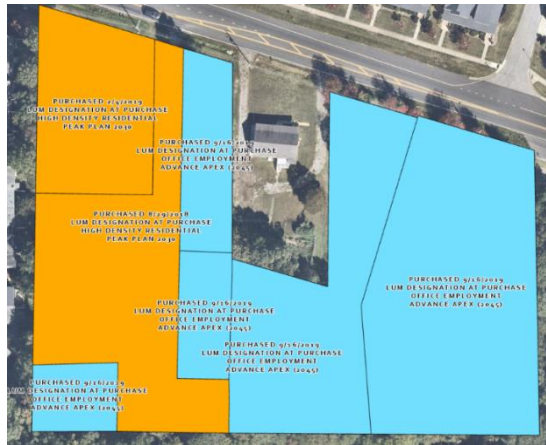 PURCHASED 2/4/2019
LUM DESIGNATION AT PURCHASE
HIGH DENSITY RESIDENTIAL
PEAK PLAN 2030
PURCHASED 9/16/2019
LUM DESIGNATION AT PURCHASE
OFFICE EMPLOYMENT
ADVANCE APEX (2045)
PURCHASED 8/29/2018
LUM DESIGNATION AT PURCHASE
HIGH DENSITY RESIDENTIAL
PEAK PLAN 2030
PURCHASED 9/16/2019
LUM DESIGNATION AT PURCHASE
OFFICE EMPLOYMENT
ADVANCE APEX (2045)
PURCHASED 9/16/2019
LUM DESIGNATION AT PURCHASE
OFFICE EMPLOYMENT
ADVANCE APEX (2045)
PURCHASED 9/16/2019
LUM DESIGNATION AT PURCHASE
OFFICE EMPLOYMENT
ADVANCE APEX (2045)
PURCHASED 9/16/2019
LUM DESIGNATION AT PURCHASE
OFFICE EMPLOYMENT
ADVANCE APEX (2045)